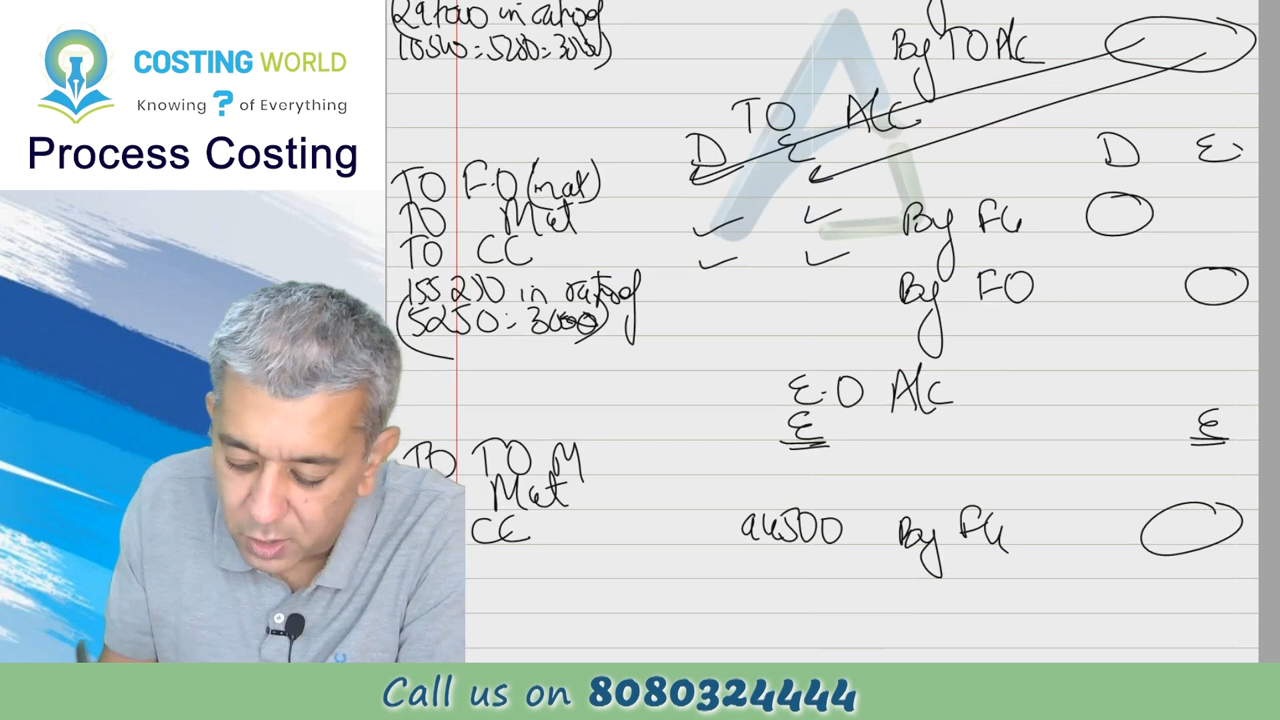 COSTING WORLD
Knowing ? of Everything
Process Costing
in ratio of
(10500:5250:3000)
By TO A/c
TO A/c
D E D E
TO F.O (mat)
TO Mat By FG
TO CC By FO
155250 in ratio of
(5250:3000)
E.O A/c
E E
TO TO M
Mat
CC 94500 By FG
Call us on 8080324444